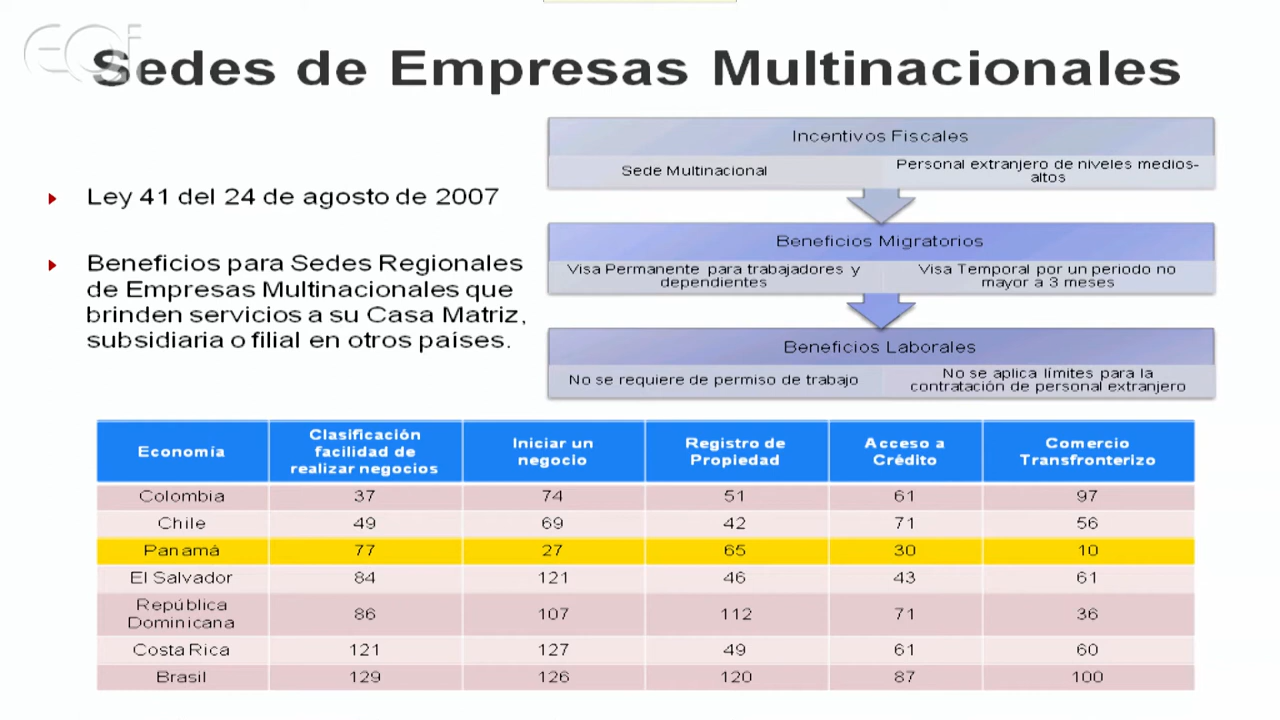 EOi
Sedes de Empresas Multinacionales
Ley 41 del 24 de agosto de 2007
Beneficios para Sedes Regionales
de Empresas Multinacionales que
brinden servicios a su Casa Matriz,
subsidiaria o filial en otros países.
Incentivos Fiscales
Sede Multinacional
Personal extranjero de niveles medios-
altos
Beneficios Migratorios
Visa Permanente para trabajadores y
dependientes
Visa Temporal por un periodo no
mayor a 3 meses
Beneficios Laborales
No se requiere de permiso de trabajo
No se aplica límites para la
contratación de personal extranjero
Economía
Clasificación
facilidad de
realizar negocios
Iniciar un
negocio
Registro de
Propiedad
Acceso a
Crédito
Comercio
Transfronterizo
Colombia 37 74 51 61 97
Chile 49 69 42 71 56
Panamá 77 27 65 30 10
El Salvador 84 121 46 43 61
República
Dominicana 86 107 112 71 36
Costa Rica 121 127 49 61 60
Brasil 129 126 120 87 100